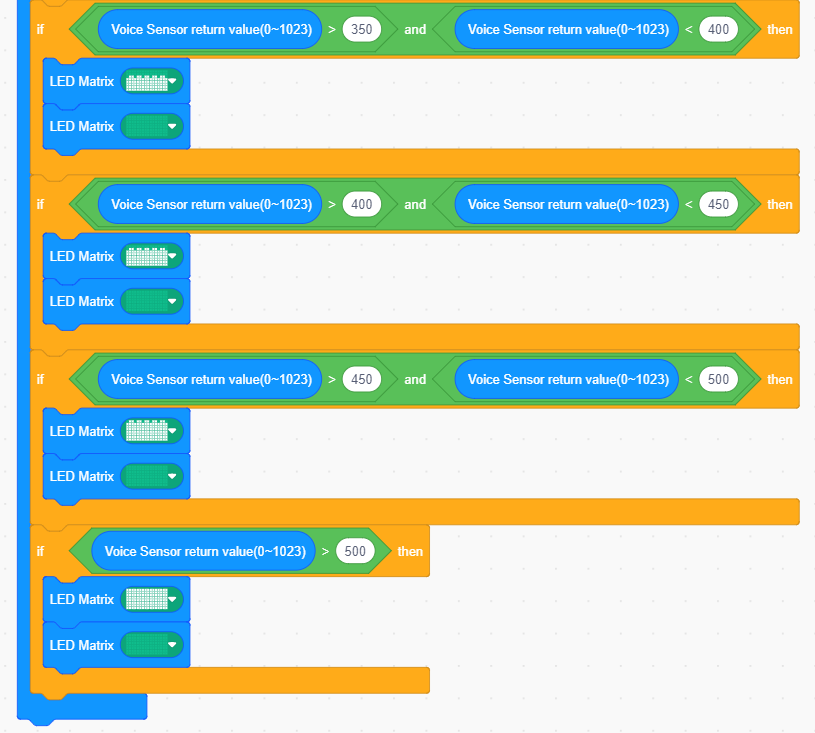 if Voice Sensor return value(0~1023) > 350 and Voice Sensor return value(0~1023) < 400 then
LED Matrix
LED Matrix
if Voice Sensor return value(0~1023) > 400 and Voice Sensor return value(0~1023) < 450 then
LED Matrix
LED Matrix
if Voice Sensor return value(0~1023) > 450 and Voice Sensor return value(0~1023) < 500 then
LED Matrix
LED Matrix
if Voice Sensor return value(0~1023) > 500 then
LED Matrix
LED Matrix